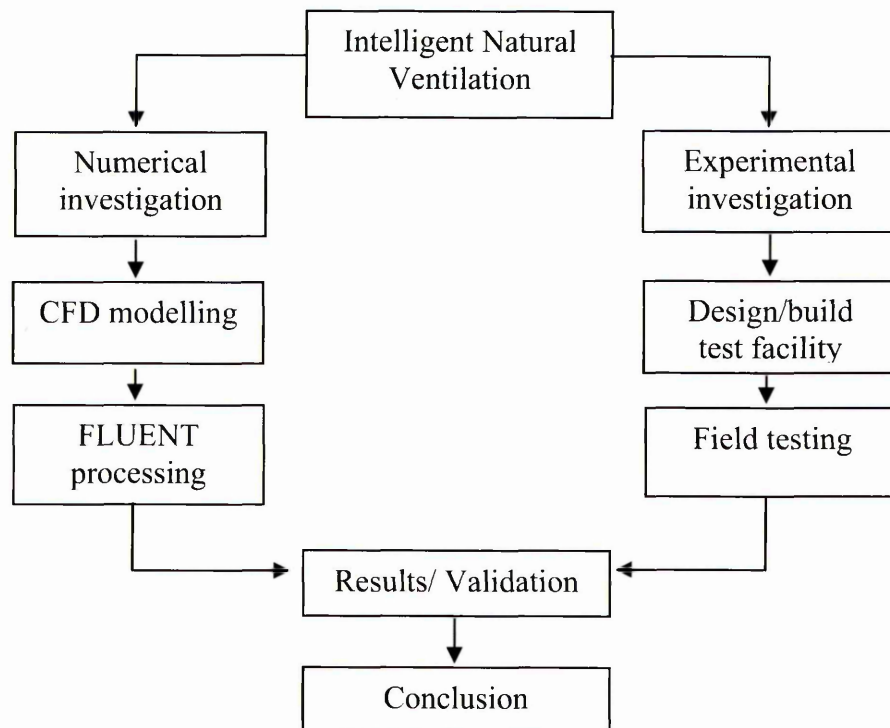 Intelligent Natural
Ventilation
Numerical
investigation
Experimental
investigation
CFD modelling
Design/build
test facility
FLUENT
processing
Field testing
Results/ Validation
Conclusion